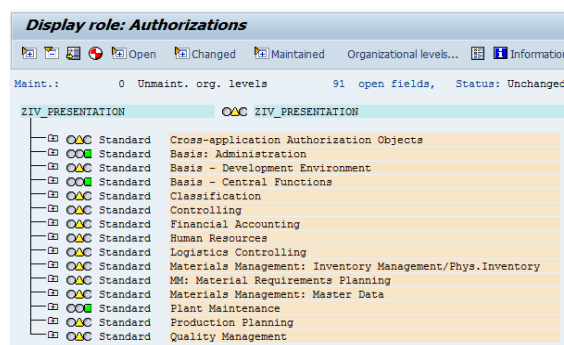 Display role: Authorizations
Open Changed Maintained Organizational levels... Information
Maint.: 0 Unmaint. org. levels 91 open fields, Status: Unchanged
ZIV_PRESENTATION ZIV_PRESENTATION
Standard Cross-application Authorization Objects
Standard Basis: Administration
Standard Basis - Development Environment
Standard Basis - Central Functions
Standard Classification
Standard Controlling
Standard Financial Accounting
Standard Human Resources
Standard Logistics Controlling
Standard Materials Management: Inventory Management/Phys.Inventory
Standard MM: Material Requirements Planning
Standard Materials Management: Master Data
Standard Plant Maintenance
Standard Production Planning
Standard Quality Management